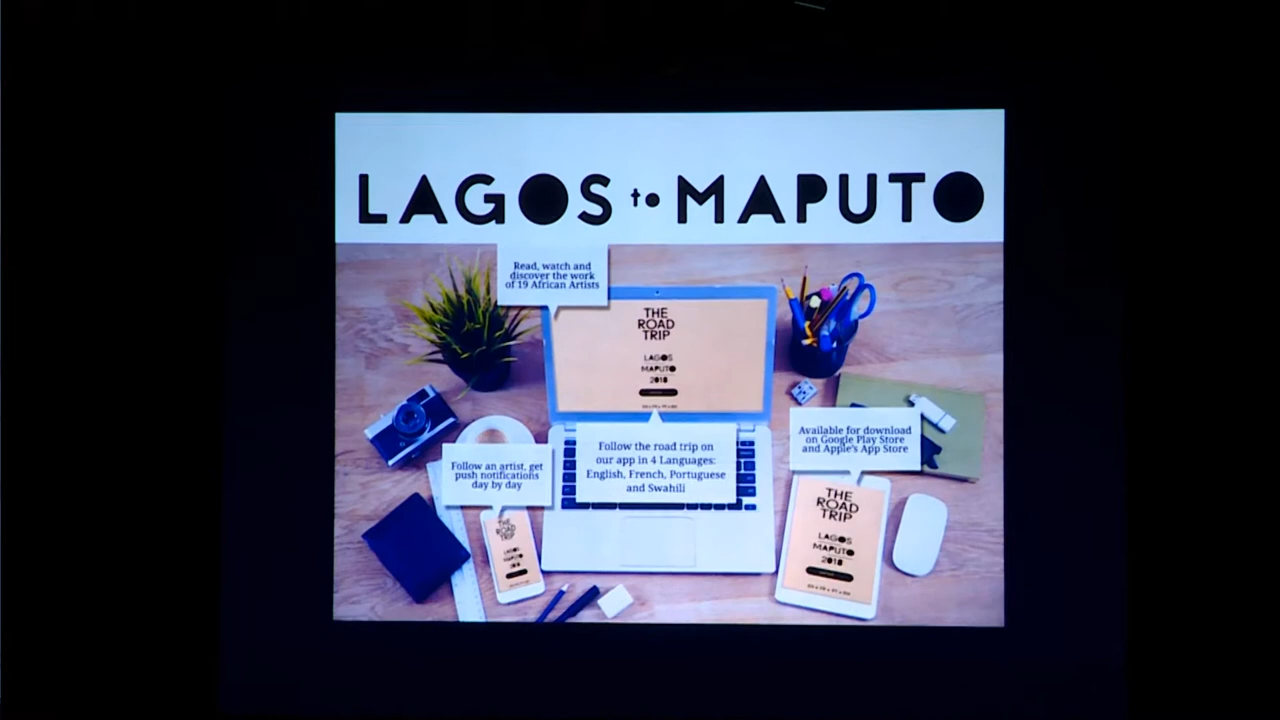 LAGOS to MAPUTO
Read, watch and
discover the work
of 19 African Artists
THE
ROAD
TRIP
LAGOS
MAPUTO
2018
Follow the road trip on
our app in 4 Languages:
English, French, Portuguese
and Swahili
Available for download
on Google Play Store
and Apple's App Store
Follow an artist, get
push notifications
day by day
THE
ROAD
TRIP
LAGOS
MAPUTO
THE
ROAD
TRIP
LAGOS
MAPUTO
2018